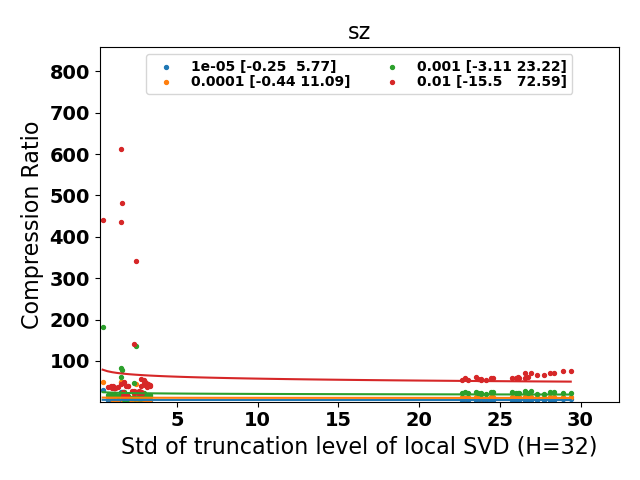 sz
1e-05 [-0.25  5.77]
0.0001 [-0.44 11.09]
0.001 [-3.11 23.22]
0.01 [-15.5   72.59]
Compression Ratio
800
700
600
500
400
300
200
100
5 10 15 20 25 30
Std of truncation level of local SVD (H=32)